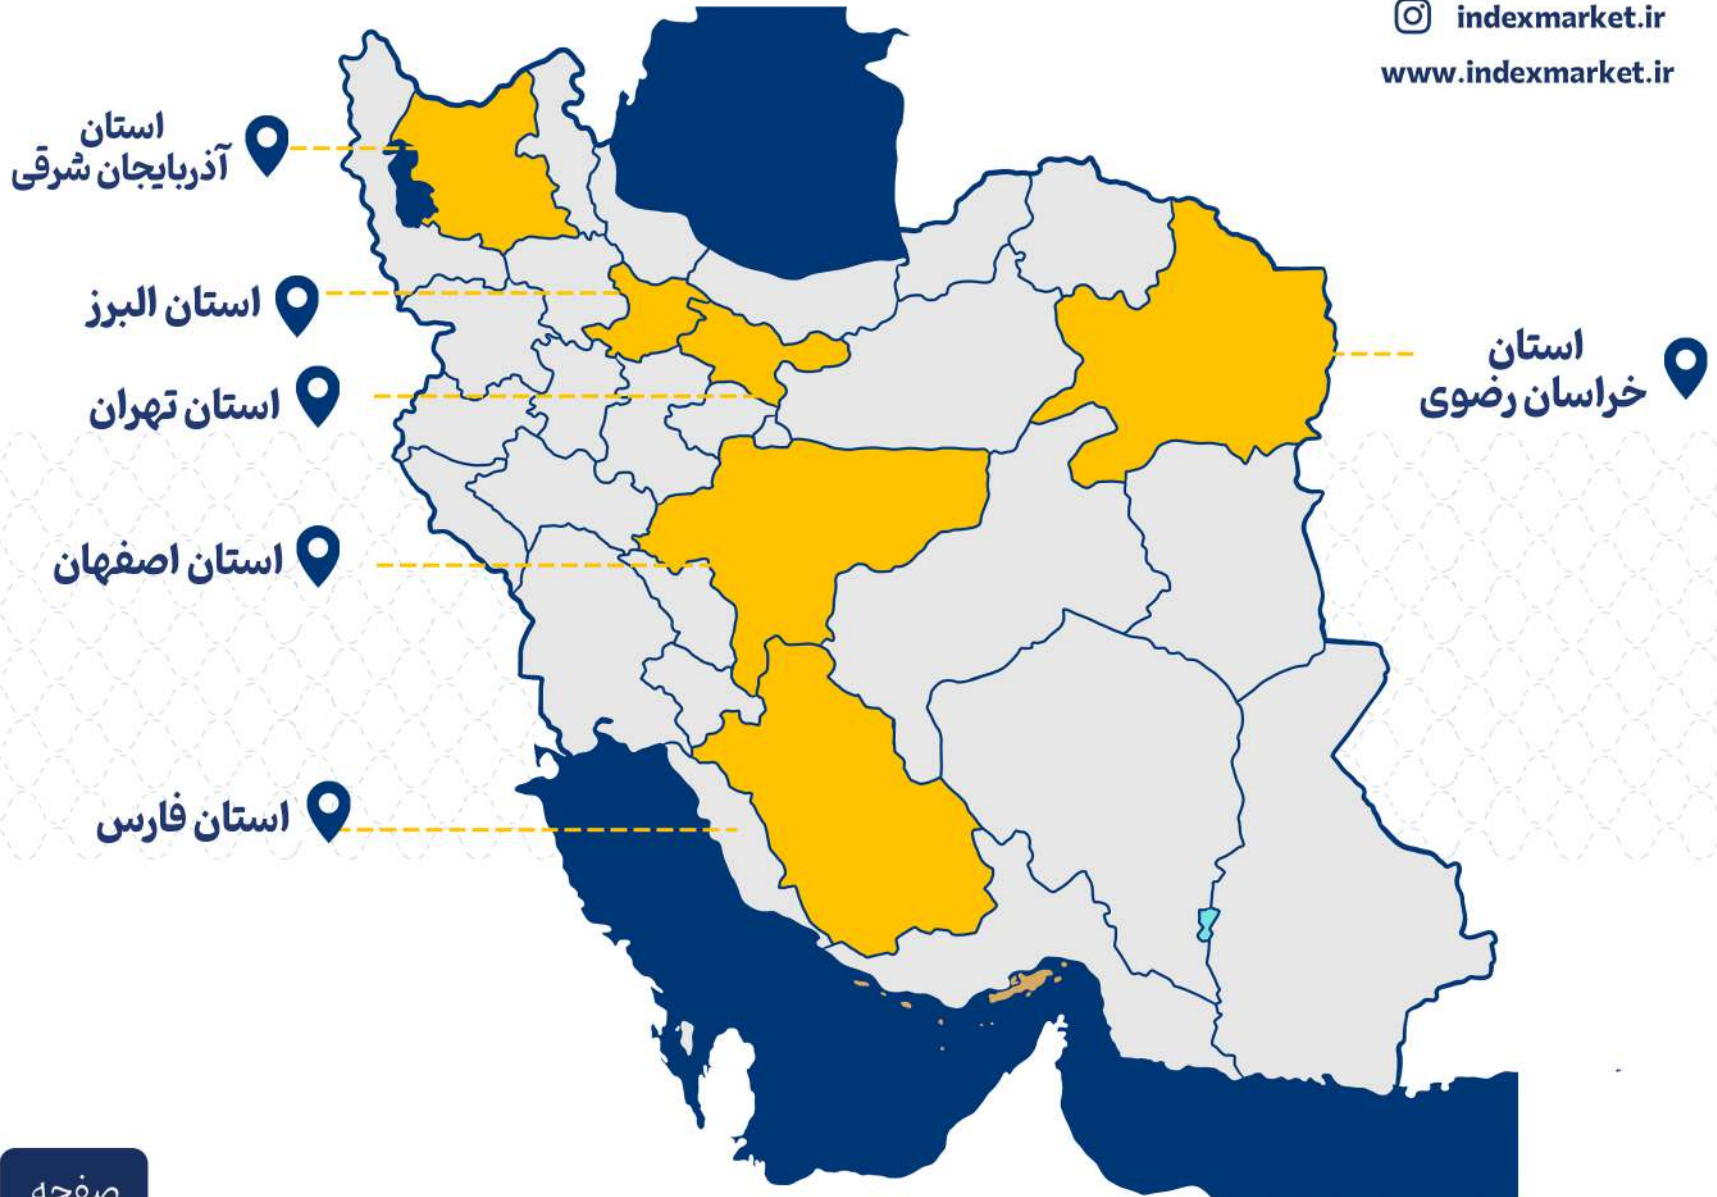 indexmarket.ir
www.indexmarket.ir
استان
آذربایجان شرقی
استان البرز
استان
خراسان رضوی
استان تهران
استان اصفهان
استان فارس
صفحه